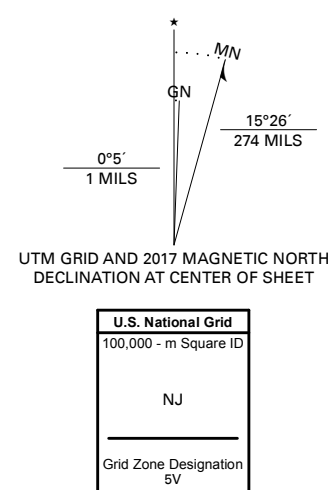 ★
MN
GN
0°5´
1 MILS
15°26´
274 MILS
UTM GRID AND 2017 MAGNETIC NORTH
DECLINATION AT CENTER OF SHEET
U.S. National Grid
100,000 - m Square ID
NJ
Grid Zone Designation
5V